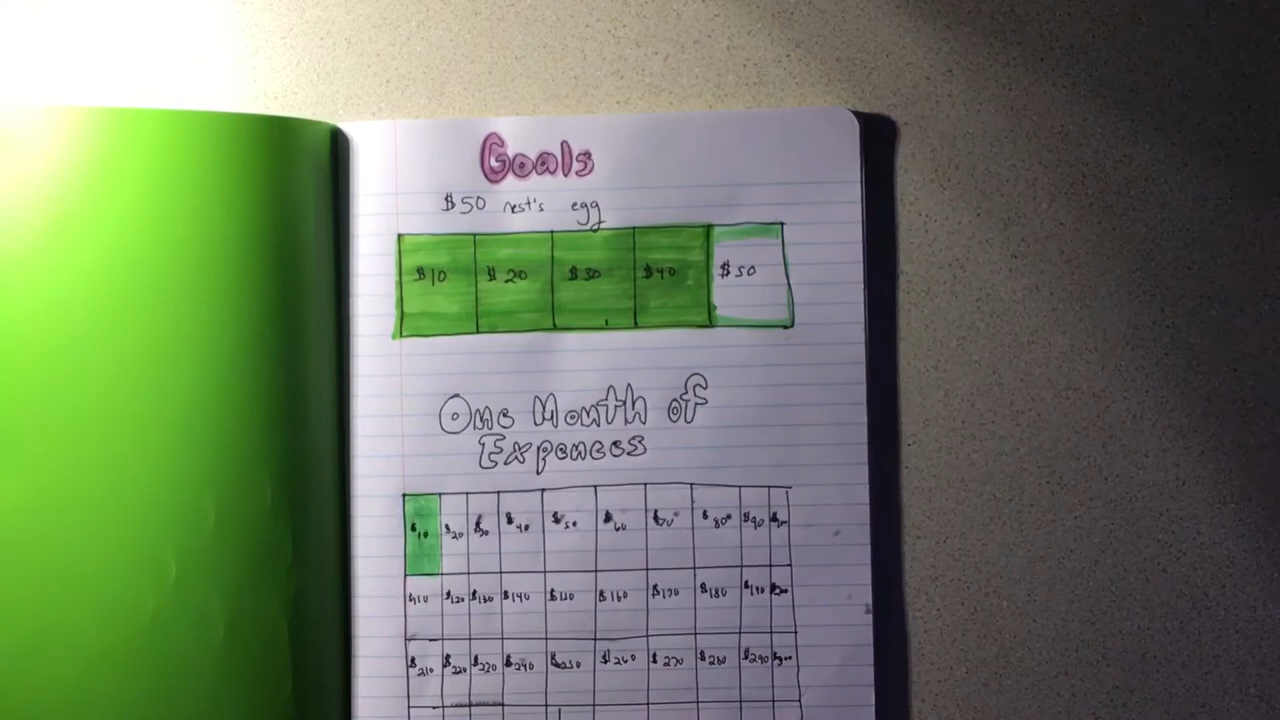 Goals
$50 nest's egg
$10 $20 $30 $40 $50
One Month of
Expences
$10 $20 $30 $40 $50 $60 $70 $80 $90
$120 $130 $140 $150 $160 $170 $180 $190 $200
$210 $220 $230 $240 $250 $260 $270 $280 $290 $300